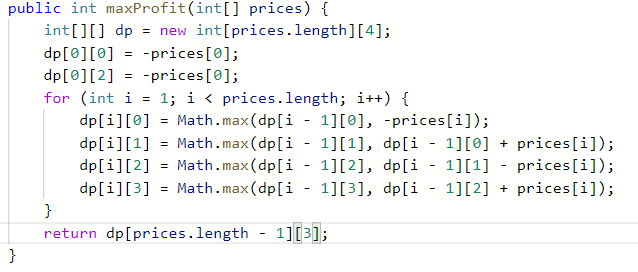 public int maxProfit(int[] prices) {
    int[][] dp = new int[prices.length][4];
    dp[0][0] = -prices[0];
    dp[0][2] = -prices[0];
    for (int i = 1; i < prices.length; i++) {
        dp[i][0] = Math.max(dp[i - 1][0], -prices[i]);
        dp[i][1] = Math.max(dp[i - 1][1], dp[i - 1][0] + prices[i]);
        dp[i][2] = Math.max(dp[i - 1][2], dp[i - 1][1] - prices[i]);
        dp[i][3] = Math.max(dp[i - 1][3], dp[i - 1][2] + prices[i]);
    }
    return dp[prices.length - 1][3];
}